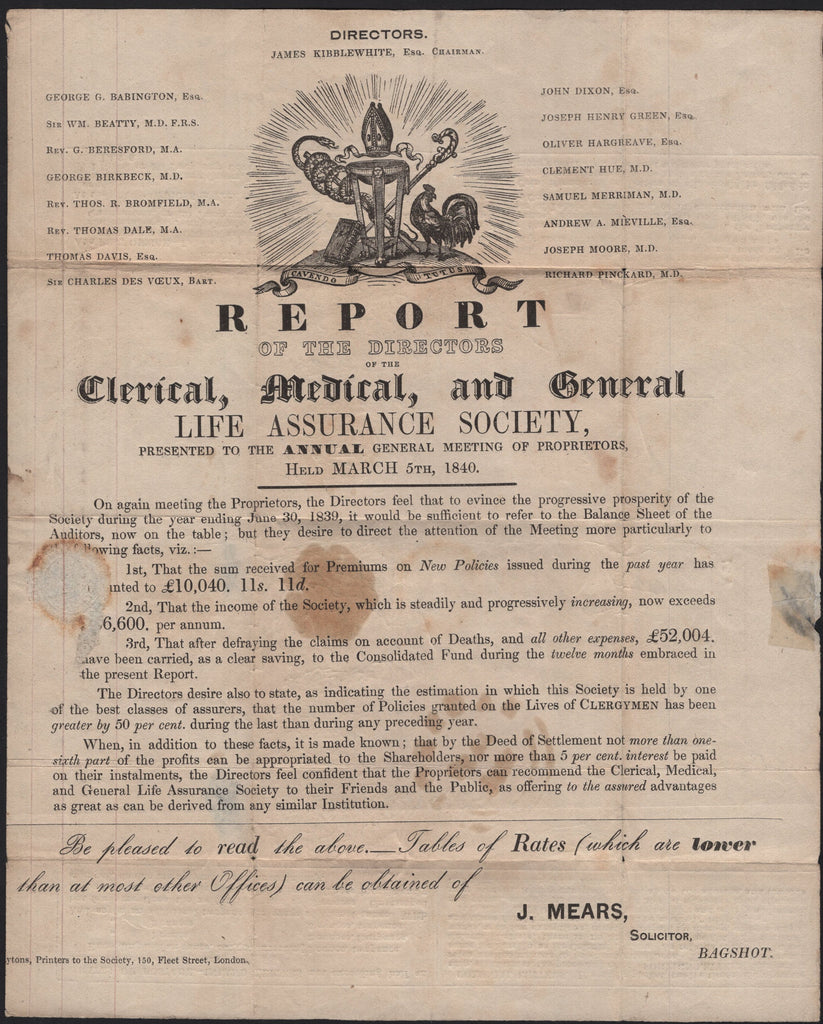 DIRECTORS.
JAMES KIBBLEWHITE, Esq. Chairman.
GEORGE G. BABINGTON, Esq.
Sir WM. BEATTY, M.D. F.R.S.
Rev. G. BERESFORD, M.A.
GEORGE BIRKBECK, M.D.
Rev. THOS. R. BROMFIELD, M.A.
Rev. THOMAS DALE, M.A.
THOMAS DAVIS, Esq.
Sir CHARLES DES VŒUX, Bart.
JOHN DIXON, Esq.
JOSEPH HENRY GREEN, Esq.
OLIVER HARGREAVE, Esq.
CLEMENT HUE, M.D.
SAMUEL MERRIMAN, M.D.
ANDREW A. MIEVILLE, Esq.
JOSEPH MOORE, M.D.
RICHARD PINCKARD, M.D.
CAVENDO TUTUS
REPORT
OF THE DIRECTORS
OF THE
Clerical, Medical, and General
LIFE ASSURANCE SOCIETY,
PRESENTED TO THE ANNUAL GENERAL MEETING OF PROPRIETORS,
Held MARCH 5th, 1840.
On again meeting the Proprietors, the Directors feel that to evince the progressive prosperity of the
Society during the year ending June 30, 1839, it would be sufficient to refer to the Balance Sheet of the
Auditors, now on the table; but they desire to direct the attention of the Meeting more particularly to
lowing facts, viz.:—
1st, That the sum received for Premiums on New Policies issued during the past year has
nted to £10,040. 11s. 11d.
2nd, That the income of the Society, which is steadily and progressively increasing, now exceeds
6,600. per annum.
3rd, That after defraying the claims on account of Deaths, and all other expenses, £52,004.
have been carried, as a clear saving, to the Consolidated Fund during the twelve months embraced in
the present Report.
The Directors desire also to state, as indicating the estimation in which this Society is held by one
of the best classes of assurers, that the number of Policies granted on the Lives of Clergymen has been
greater by 50 per cent. during the last than during any preceding year.
When, in addition to these facts, it is made known; that by the Deed of Settlement not more than one-
sixth part of the profits can be appropriated to the Shareholders, nor more than 5 per cent. interest be paid
on their instalments, the Directors feel confident that the Proprietors can recommend the Clerical, Medical,
and General Life Assurance Society to their Friends and the Public, as offering to the assured advantages
as great as can be derived from any similar Institution.
Be pleased to read the above.—Tables of Rates (which are lower
than at most other Offices) can be obtained of
J. MEARS,
Solicitor,
BAGSHOT.
ytons, Printers to the Society, 150, Fleet Street, London.